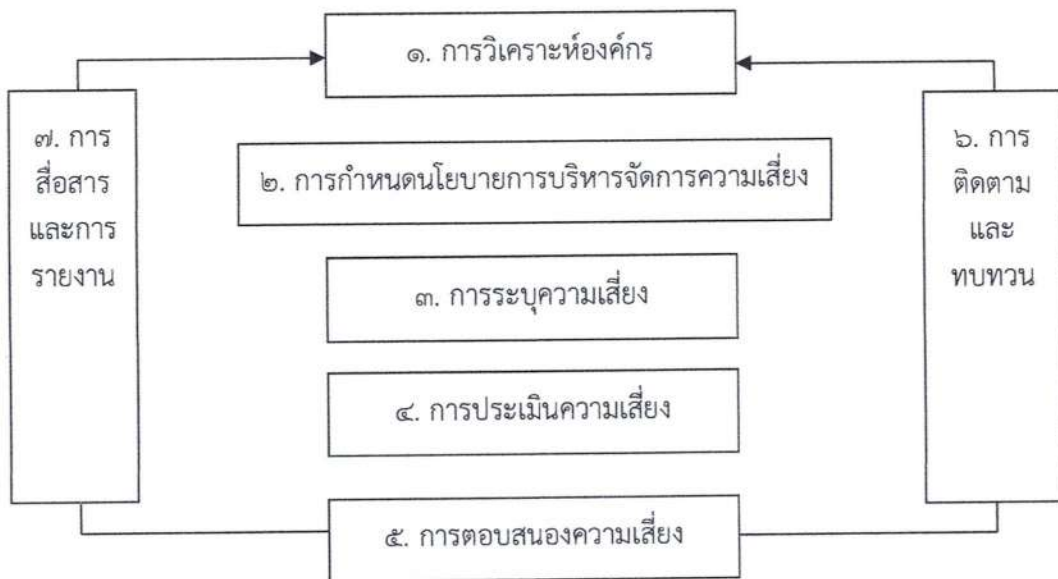 ๑. การวิเคราะห์องค์กร
๗. การ
สื่อสาร
และการ
รายงาน
๒. การกำหนดนโยบายการบริหารจัดการความเสี่ยง
๖. การ
ติดตาม
และ
ทบทวน
๓. การระบุความเสี่ยง
๔. การประเมินความเสี่ยง
๕. การตอบสนองความเสี่ยง